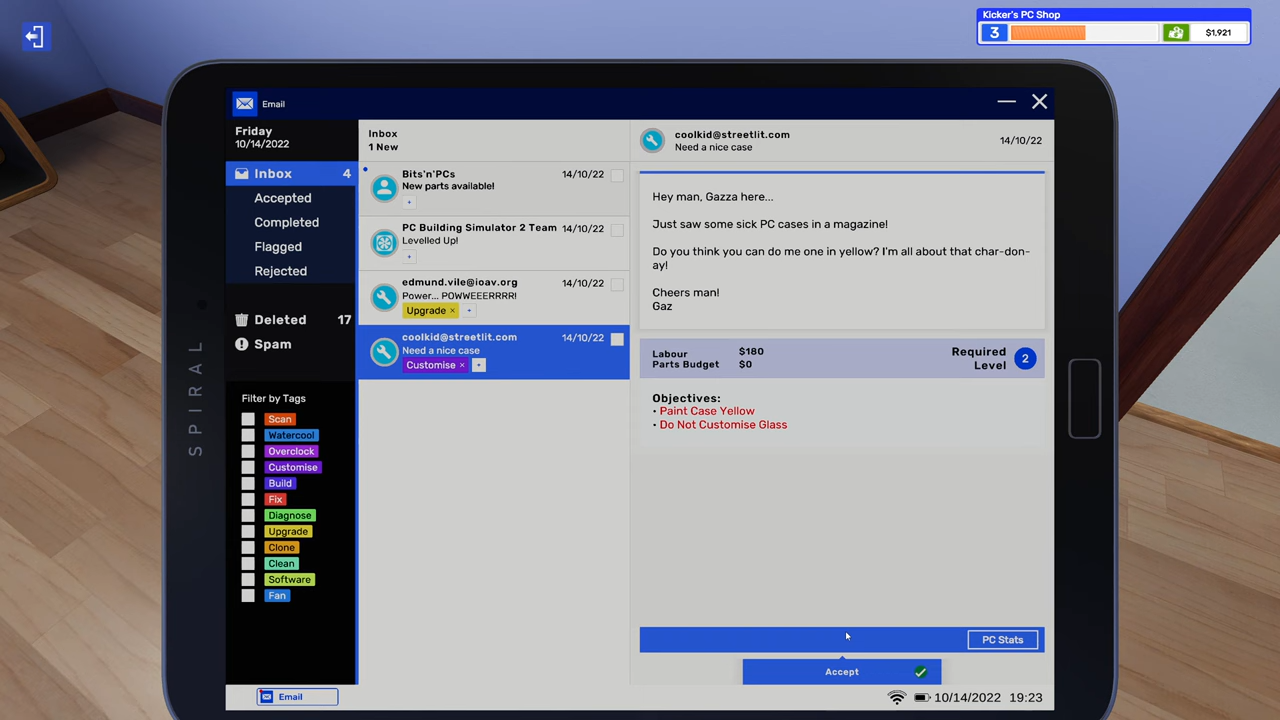 Kicker's PC Shop
3
$1,921
Email
Friday
10/14/2022
Inbox 4
Accepted
Completed
Flagged
Rejected
Deleted 17
Spam
Filter by Tags
Scan
Watercool
Overclock
Customise
Build
Fix
Diagnose
Upgrade
Clone
Clean
Software
Fan
SPIRAL
Inbox
1 New
Bits'n'PCs 14/10/22
New parts available!
+
PC Building Simulator 2 Team 14/10/22
Levelled Up!
+
edmund.vile@ioav.org 14/10/22
Power... POWWEEERRRR!
Upgrade × +
coolkid@streetlit.com 14/10/22
Need a nice case
Customise × +
coolkid@streetlit.com 14/10/22
Need a nice case
Hey man, Gazza here...
Just saw some sick PC cases in a magazine!
Do you think you can do me one in yellow? I'm all about that char-don-
ay!
Cheers man!
Gaz
Labour $180
Parts Budget $0
Required
Level 2
Objectives:
• Paint Case Yellow
• Do Not Customise Glass
PC Stats
Accept
Email
10/14/2022 19:23